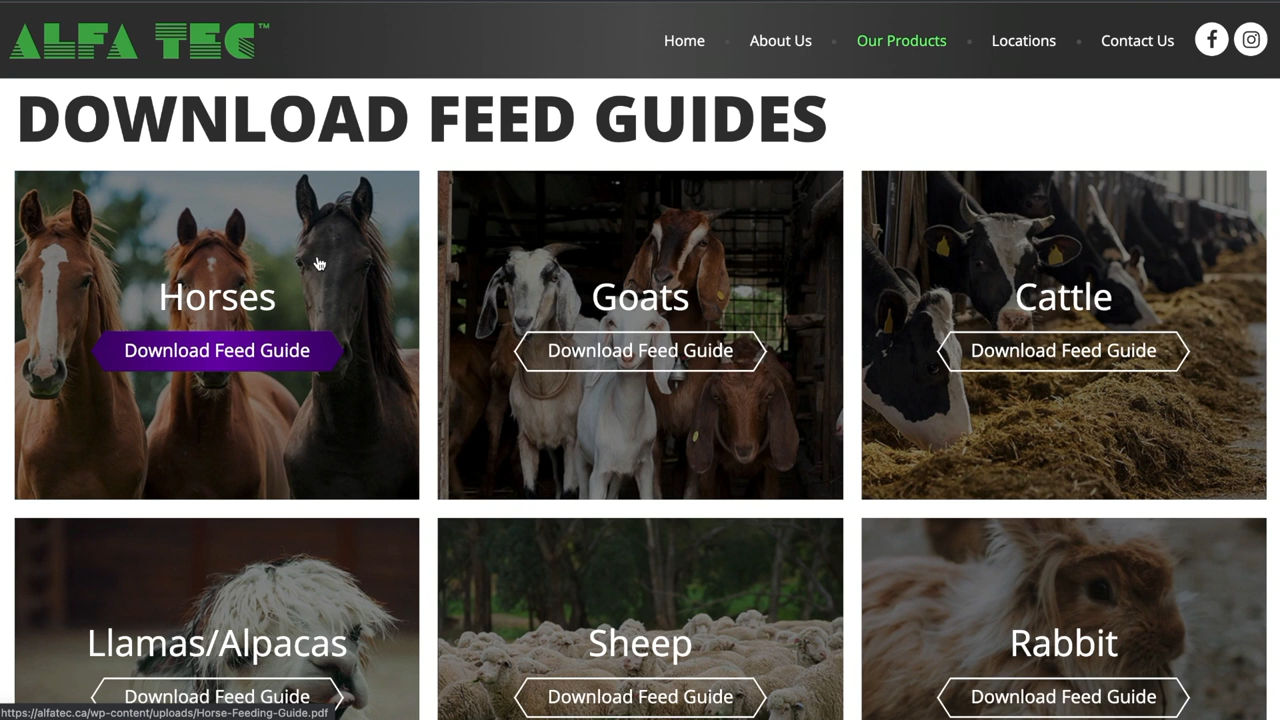 ALFA TEC™
Home
About Us
Our Products
Locations
Contact Us
DOWNLOAD FEED GUIDES
Horses
Download Feed Guide
Goats
Download Feed Guide
Cattle
Download Feed Guide
Llamas/Alpacas
Download Feed Guide
Sheep
Download Feed Guide
Rabbit
Download Feed Guide
https://alfatec.ca/wp-content/uploads/Horse-Feeding-Guide.pdf